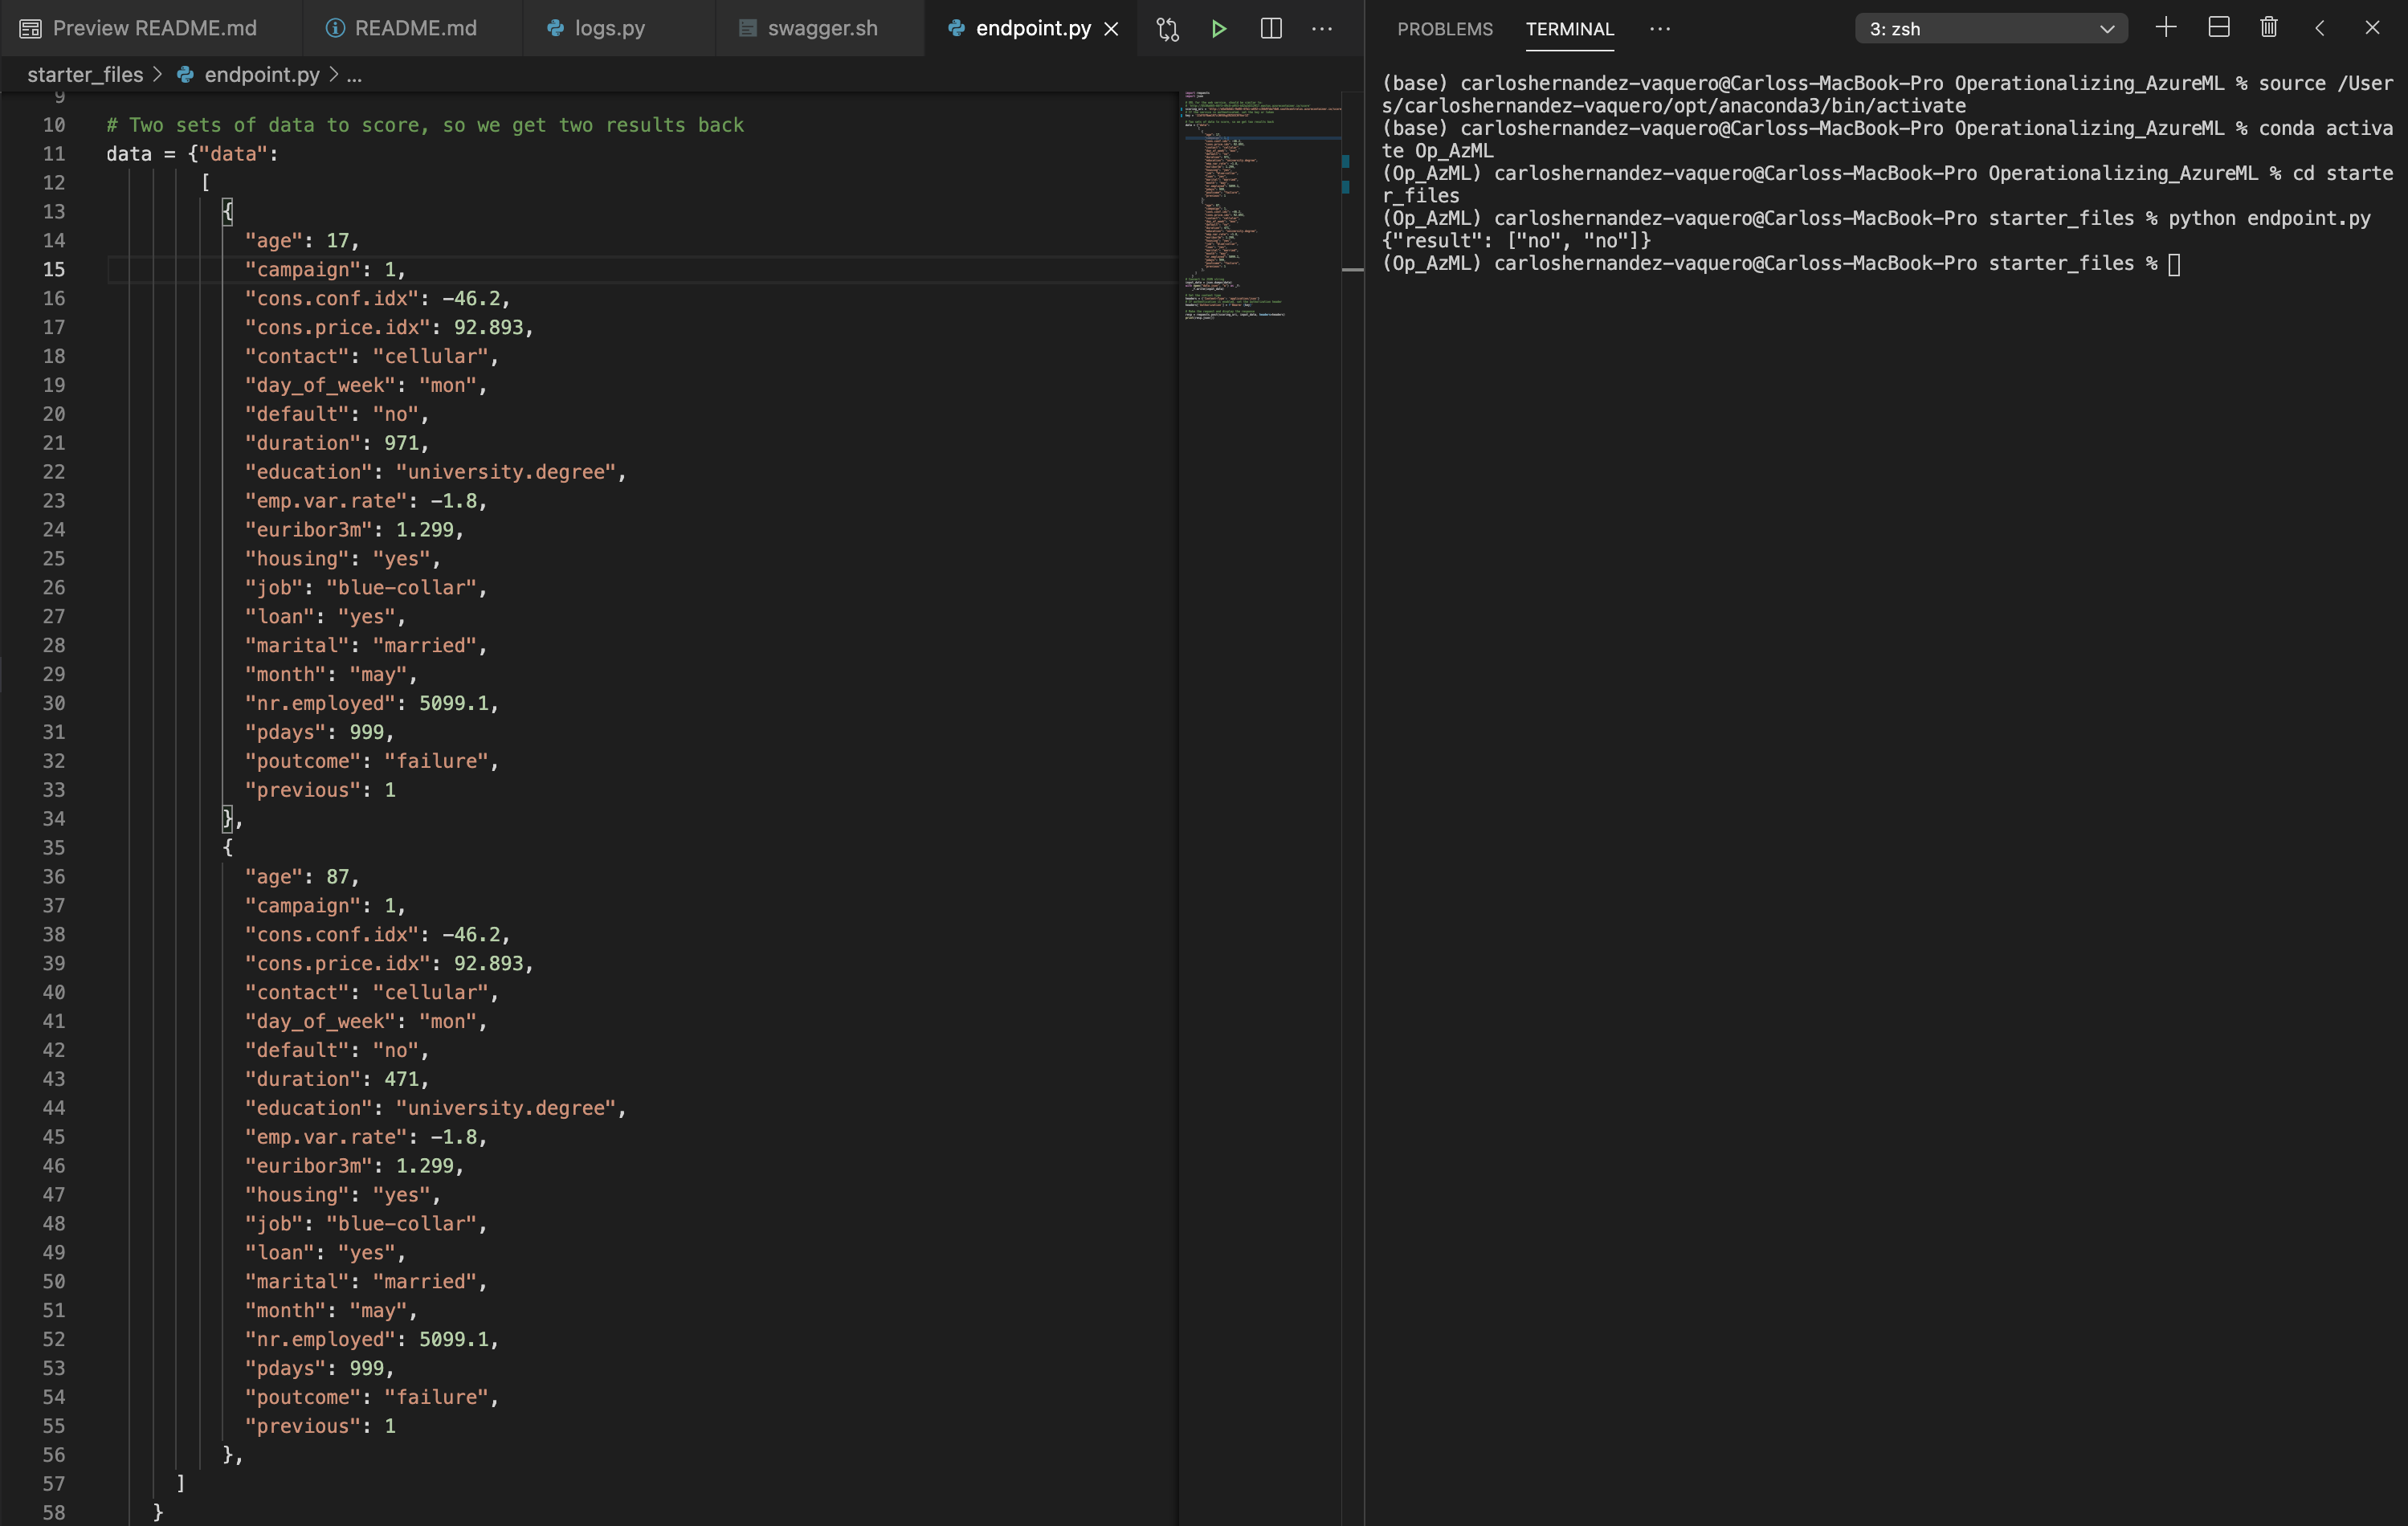 Preview README.md
README.md
logs.py
swagger.sh
endpoint.py
starter_files > endpoint.py > ...
9
10 # Two sets of data to score, so we get two results back
11 data = {"data":
12 [
13 {
14 "age": 17,
15 "campaign": 1,
16 "cons.conf.idx": -46.2,
17 "cons.price.idx": 92.893,
18 "contact": "cellular",
19 "day_of_week": "mon",
20 "default": "no",
21 "duration": 971,
22 "education": "university.degree",
23 "emp.var.rate": -1.8,
24 "euribor3m": 1.299,
25 "housing": "yes",
26 "job": "blue-collar",
27 "loan": "yes",
28 "marital": "married",
29 "month": "may",
30 "nr.employed": 5099.1,
31 "pdays": 999,
32 "poutcome": "failure",
33 "previous": 1
34 },
35 {
36 "age": 87,
37 "campaign": 1,
38 "cons.conf.idx": -46.2,
39 "cons.price.idx": 92.893,
40 "contact": "cellular",
41 "day_of_week": "mon",
42 "default": "no",
43 "duration": 471,
44 "education": "university.degree",
45 "emp.var.rate": -1.8,
46 "euribor3m": 1.299,
47 "housing": "yes",
48 "job": "blue-collar",
49 "loan": "yes",
50 "marital": "married",
51 "month": "may",
52 "nr.employed": 5099.1,
53 "pdays": 999,
54 "poutcome": "failure",
55 "previous": 1
56 },
57 ]
58 }
PROBLEMS TERMINAL ... 3: zsh
(base) carloshernandez-vaquero@Carloss-MacBook-Pro Operationalizing_AzureML % source /User
s/carloshernandez-vaquero/opt/anaconda3/bin/activate
(base) carloshernandez-vaquero@Carloss-MacBook-Pro Operationalizing_AzureML % conda activa
te Op_AzML
(Op_AzML) carloshernandez-vaquero@Carloss-MacBook-Pro Operationalizing_AzureML % cd starte
r_files
(Op_AzML) carloshernandez-vaquero@Carloss-MacBook-Pro starter_files % python endpoint.py
{"result": ["no", "no"]}
(Op_AzML) carloshernandez-vaquero@Carloss-MacBook-Pro starter_files %